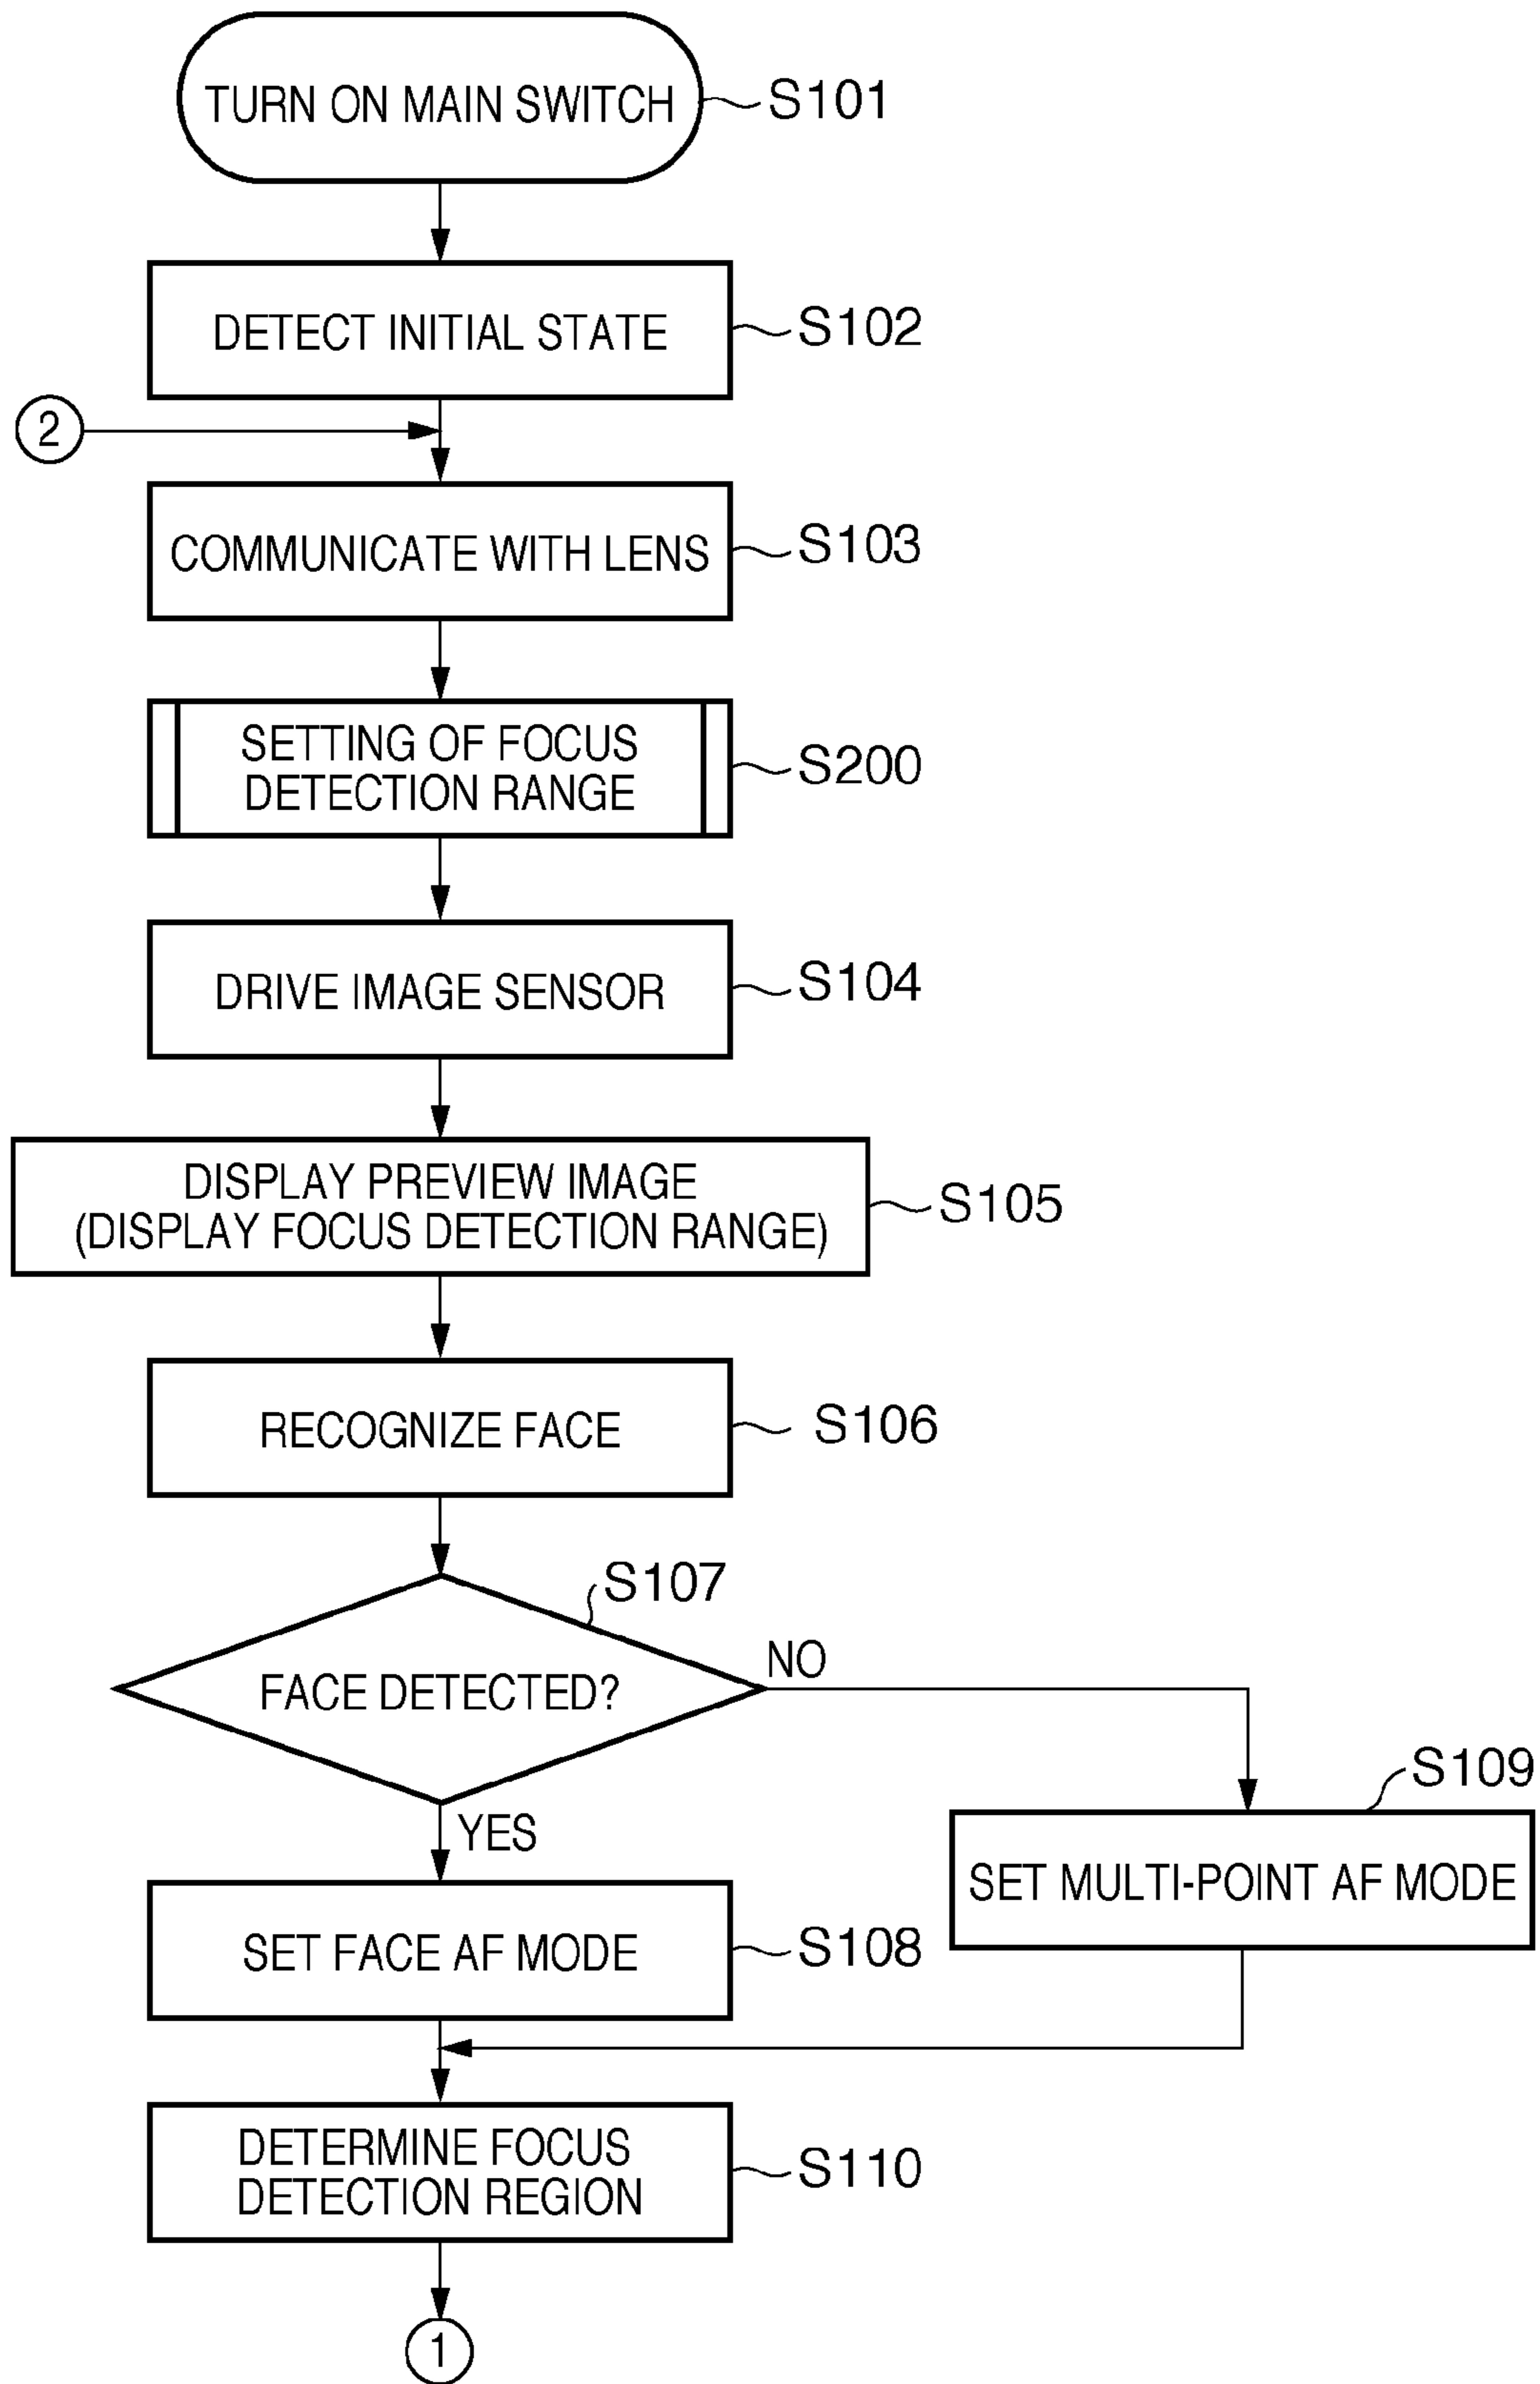 TURN ON MAIN SWITCH
S101
DETECT INITIAL STATE
S102
2
COMMUNICATE WITH LENS
S103
SETTING OF FOCUS
DETECTION RANGE
S200
DRIVE IMAGE SENSOR
S104
DISPLAY PREVIEW IMAGE
(DISPLAY FOCUS DETECTION RANGE)
S105
RECOGNIZE FACE
S106
S107
FACE DETECTED?
NO
YES
S109
SET MULTI-POINT AF MODE
SET FACE AF MODE
S108
DETERMINE FOCUS
DETECTION REGION
S110
1